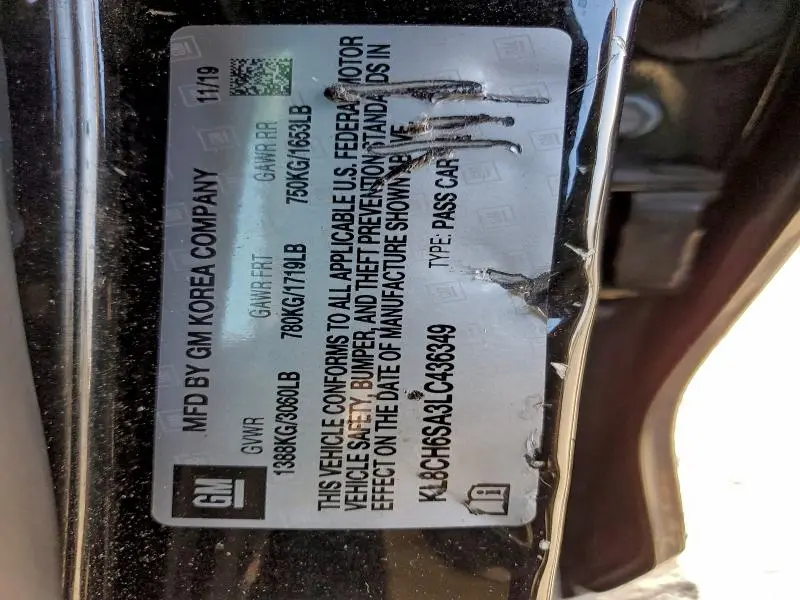 GM
MFD BY GM KOREA COMPANY 11/19
GVWR GAWR FRT GAWR RR
1388KG/3060LB 780KG/1719LB 750KG/1653LB
THIS VEHICLE CONFORMS TO ALL APPLICABLE U.S. FEDERAL MOTOR
VEHICLE SAFETY, BUMPER, AND THEFT PREVENTION STANDARDS IN
EFFECT ON THE DATE OF MANUFACTURE SHOWN ABOVE
KL8CH6SA3LC436349 TYPE: PASS CAR